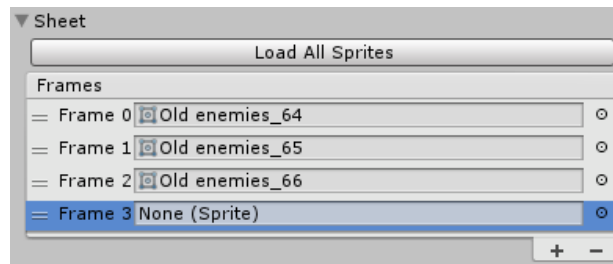 Sheet
Load All Sprites
Frames
Frame 0 Old enemies_64
Frame 1 Old enemies_65
Frame 2 Old enemies_66
Frame 3 None (Sprite)
+ −